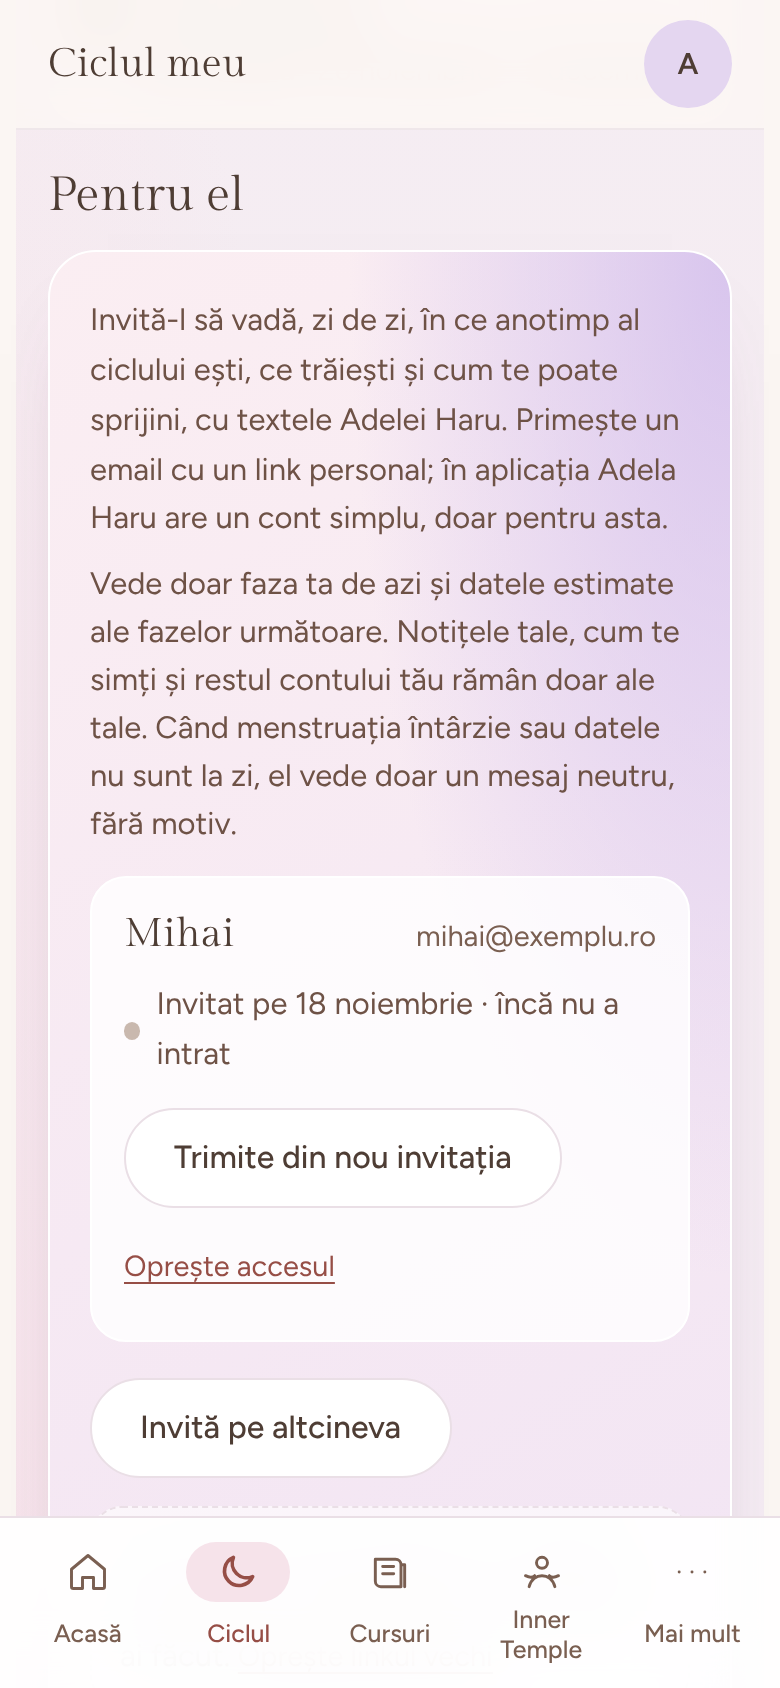 Ciclul meu
A
Pentru el
Invită-l să vadă, zi de zi, în ce anotimp al
ciclului ești, ce trăiești și cum te poate
sprijini, cu textele Adelei Haru. Primește un
email cu un link personal; în aplicația Adela
Haru are un cont simplu, doar pentru asta.
Vede doar faza ta de azi și datele estimate
ale fazelor următoare. Notițele tale, cum te
simți și restul contului tău rămân doar ale
tale. Când menstruația întârzie sau datele
nu sunt la zi, el vede doar un mesaj neutru,
fără motiv.
Mihai
mihai@exemplu.ro
Invitat pe 18 noiembrie · încă nu a
intrat
Trimite din nou invitația
Oprește accesul
Invită pe altcineva
Acasă
Ciclul
Cursuri
Inner
Temple
Mai mult